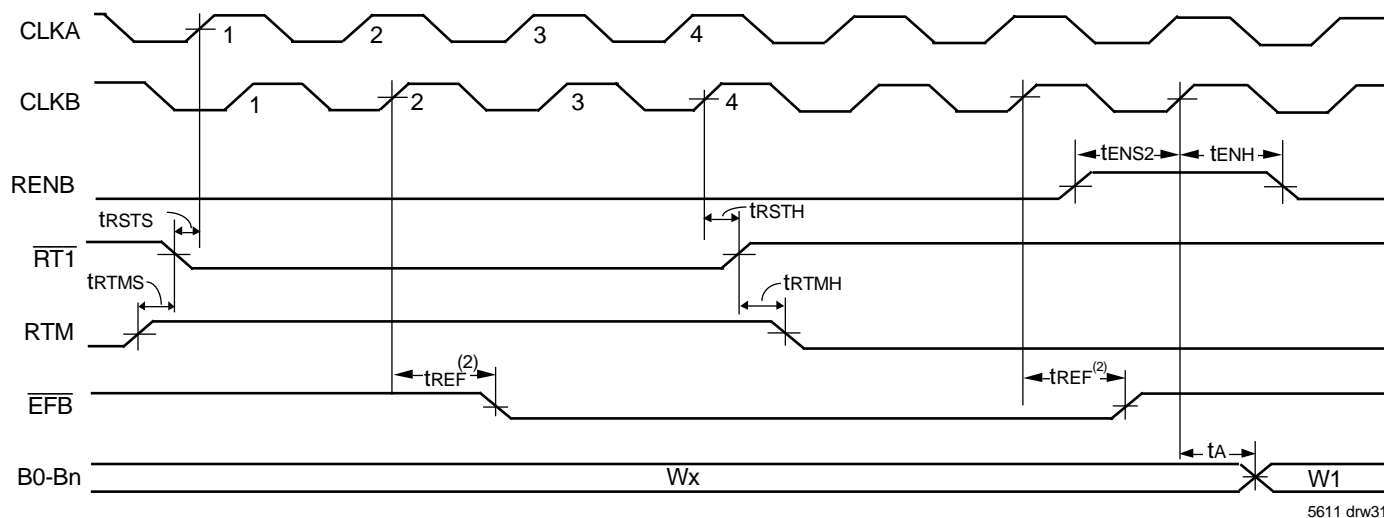 CLKA 1 2 3 4
CLKB 1 2 3 4
tENS2 tENH
RENB
tRSTS tRSTH
RT1
tRTMS tRTMH
RTM
tREF(2) tREF(2)
EFB
tA
B0-Bn Wx W1
5611 drw31